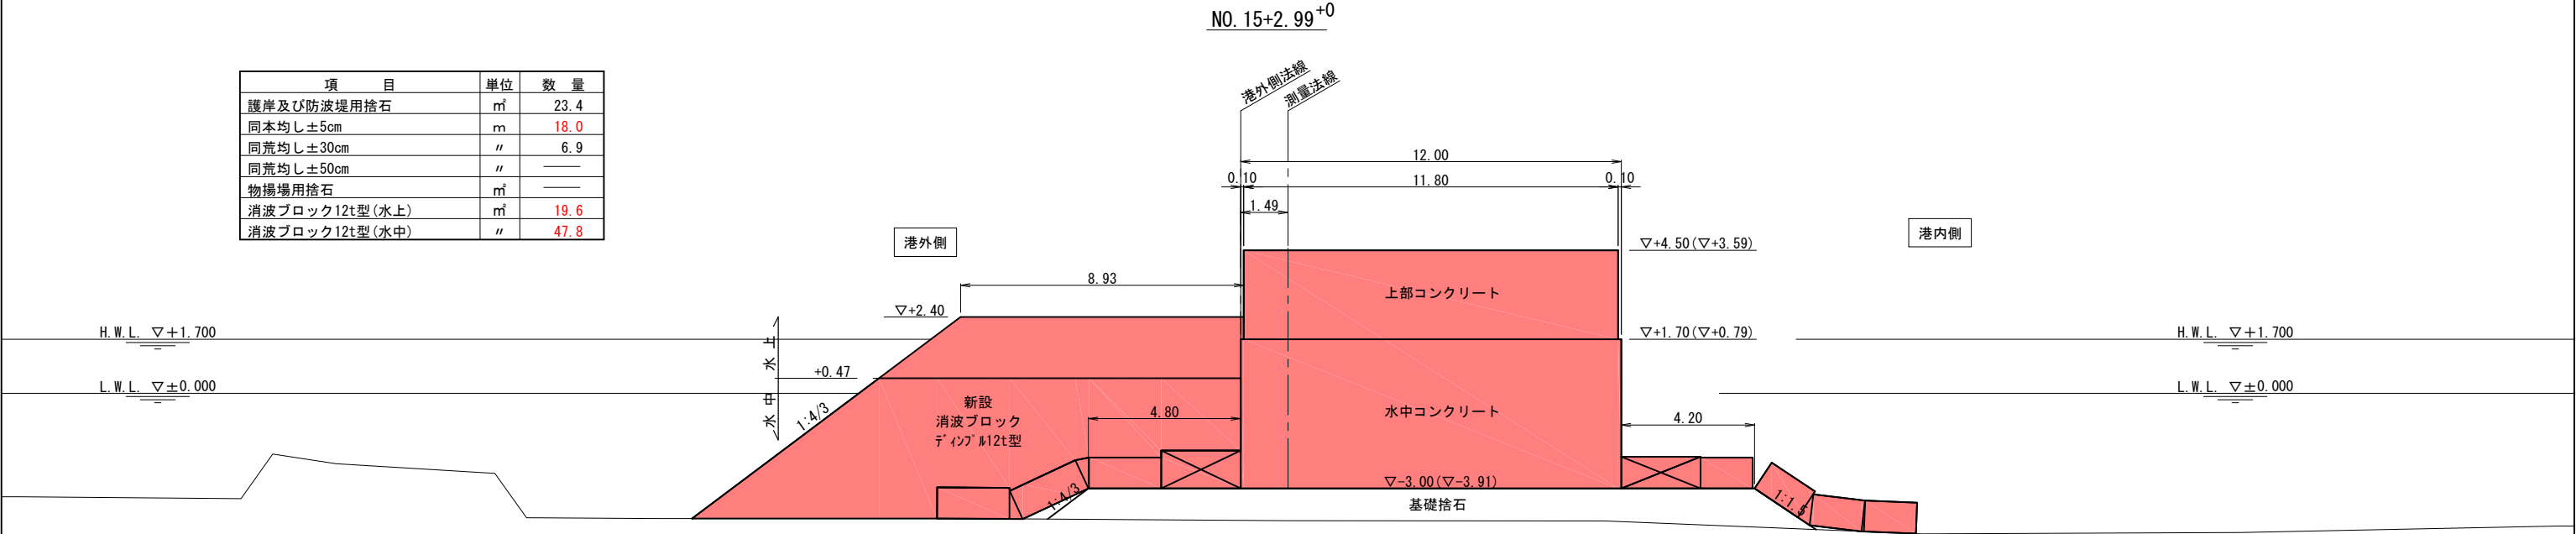 NO.15+2.99+0
項 目 単位 数 量
護岸及び防波堤用捨石 ㎥ 23.4
同本均し±5cm m 18.0
同荒均し±30cm 〃 6.9
同荒均し±50cm 〃 ――
物揚場用捨石 ㎥ ――
消波ブロック12t型(水上) ㎥ 19.6
消波ブロック12t型(水中) 〃 47.8
港外側法線
測量法線
12.00
0.10 11.80 0.10
1.49
港外側
港内側
▽+4.50(▽+3.59)
8.93
上部コンクリート
▽+2.40
H.W.L. ▽+1.700
水上
▽+1.70(▽+0.79)
H.W.L. ▽+1.700
+0.47
L.W.L. ▽±0.000
L.W.L. ▽±0.000
水中
1:4/3
新設
消波ブロック
ディンプル12t型
4.80
水中コンクリート
4.20
▽-3.00(▽-3.91)
1:4/3
基礎捨石
1:1.5